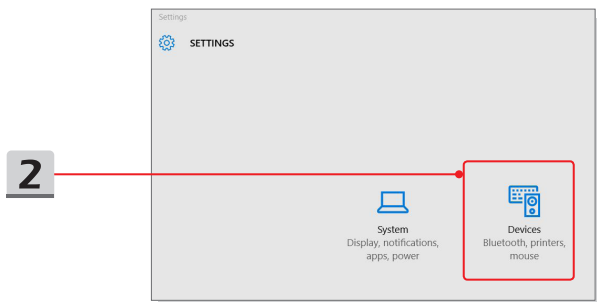 Settings
SETTINGS
2
System
Display, notifications,
apps, power
Devices
Bluetooth, printers,
mouse